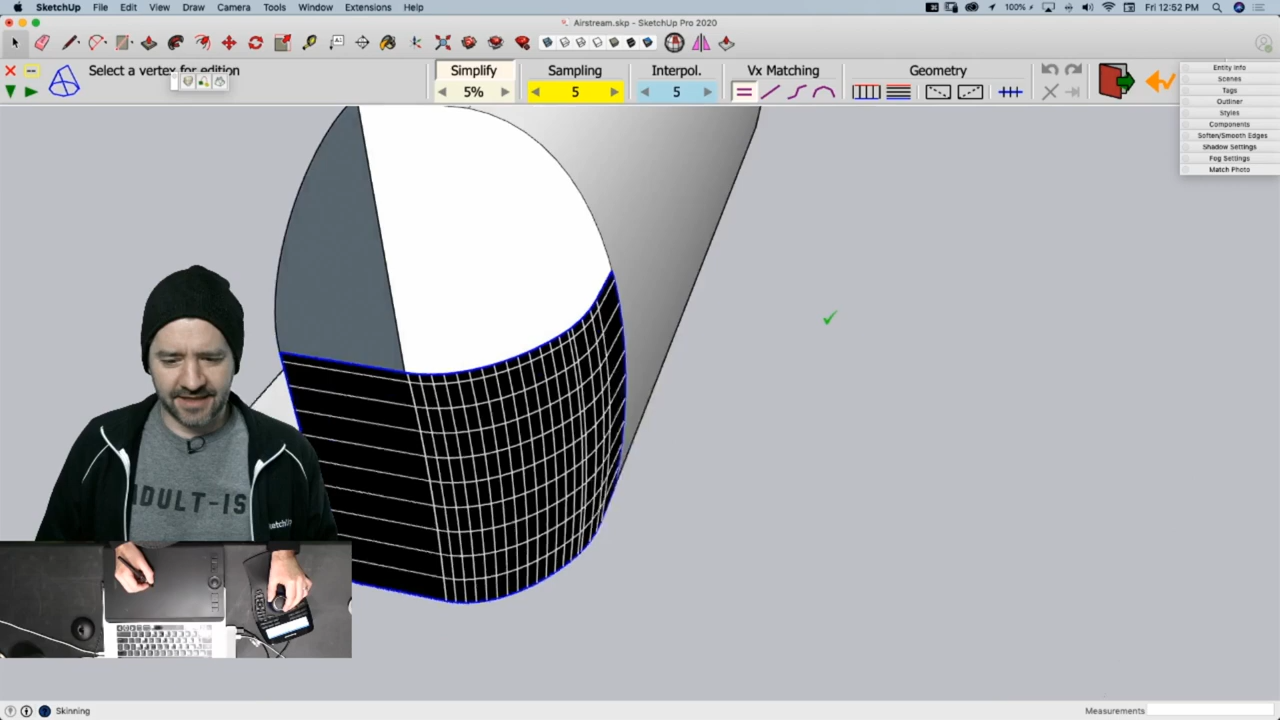 SketchUp File Edit View Draw Camera Tools Window Extensions Help 100% Fri 12:52 PM
Airstream.skp - SketchUp Pro 2020
Select a vertex for edition
Simplify Sampling Interpol. Vx Matching Geometry
5% 5 5
Entity Info
Scenes
Tags
Outliner
Styles
Components
Soften/Smooth Edges
Shadow Settings
Fog Settings
Match Photo
DULT-IS
SketchUp
Skinning Measurements